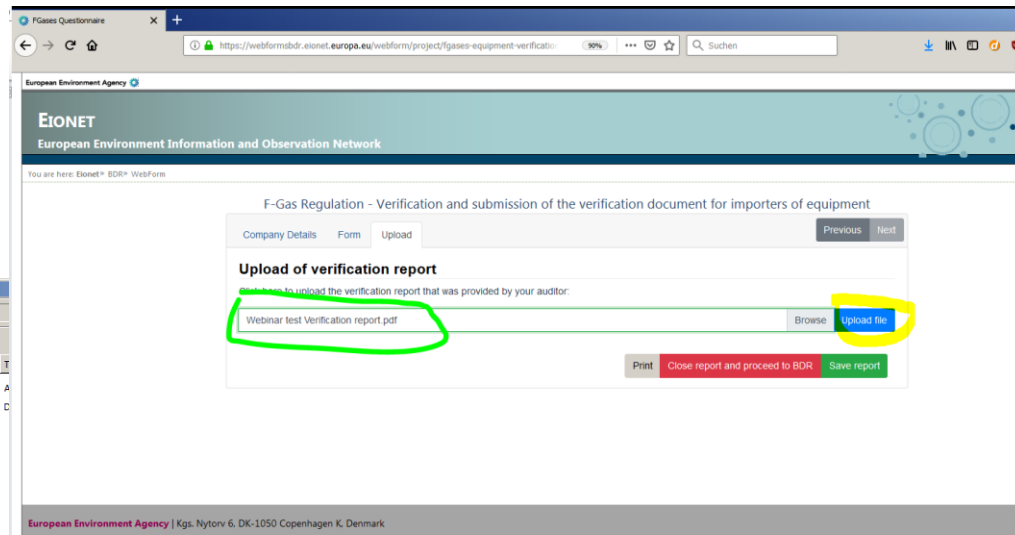 FGases Questionnaire
https://webformsbdr.eionet.europa.eu/webform/project/fgases-equipment-verificatio
90%
Suchen
European Environment Agency
EIONET
European Environment Information and Observation Network
You are here: Eionet» BDR» WebForm
F-Gas Regulation - Verification and submission of the verification document for importers of equipment
Company Details Form Upload
Previous Next
Upload of verification report
Click here to upload the verification report that was provided by your auditor:
Webinar test Verification report.pdf
Browse Upload file
Print Close report and proceed to BDR Save report
T
A
D
European Environment Agency | Kgs. Nytorv 6, DK-1050 Copenhagen K, Denmark